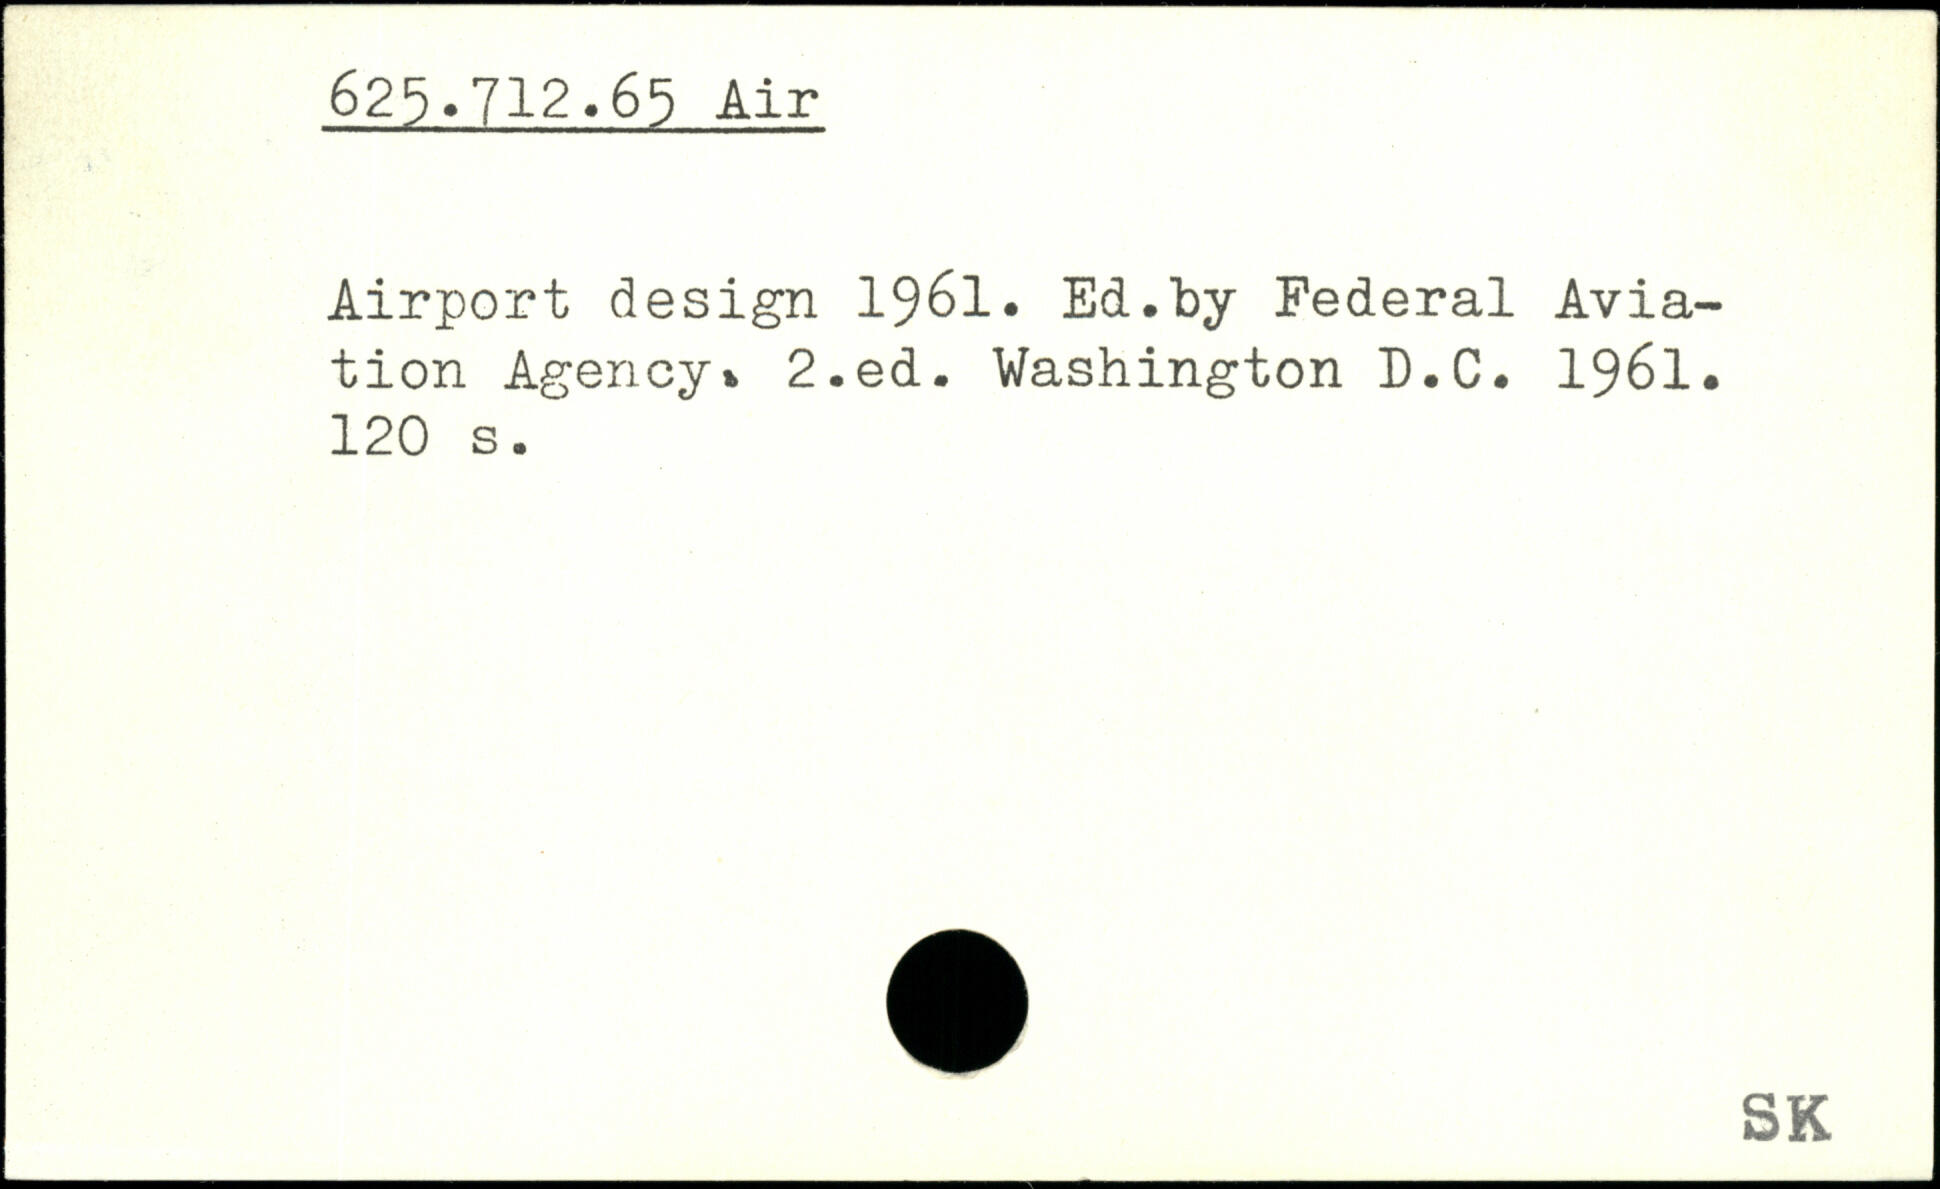 625.712.65 Air
Airport design 1961. Ed.by Federal Avia-
tion Agency. 2.ed. Washington D.C. 1961.
120 s.
SK